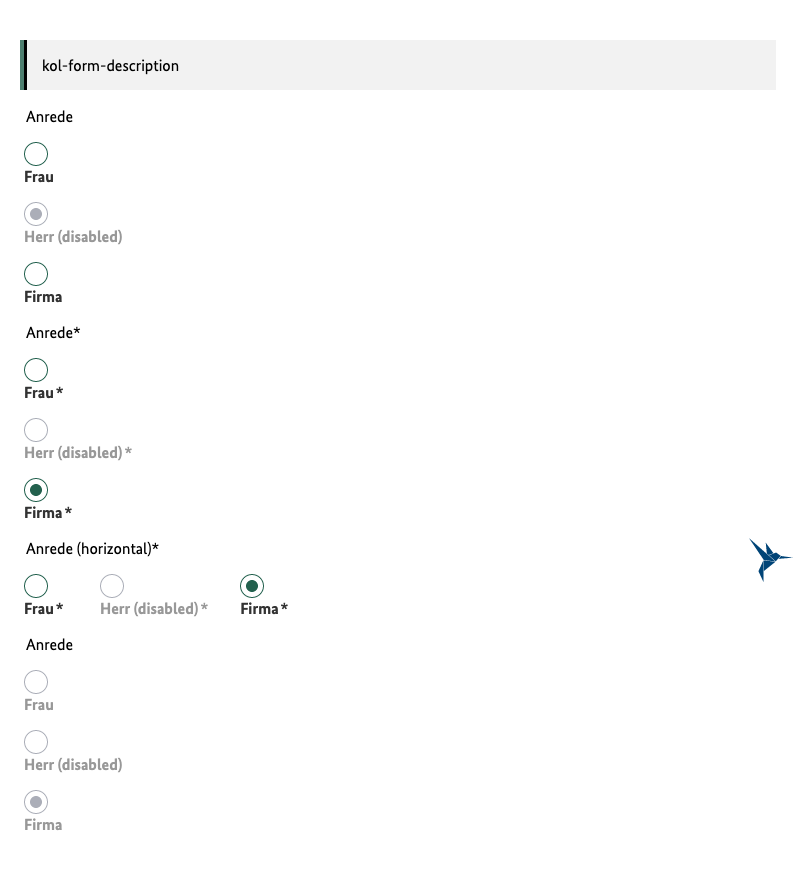 kol-form-description
Anrede
Frau
Herr (disabled)
Firma
Anrede*
Frau *
Herr (disabled) *
Firma *
Anrede (horizontal)*
Frau * Herr (disabled) * Firma *
Anrede
Frau
Herr (disabled)
Firma